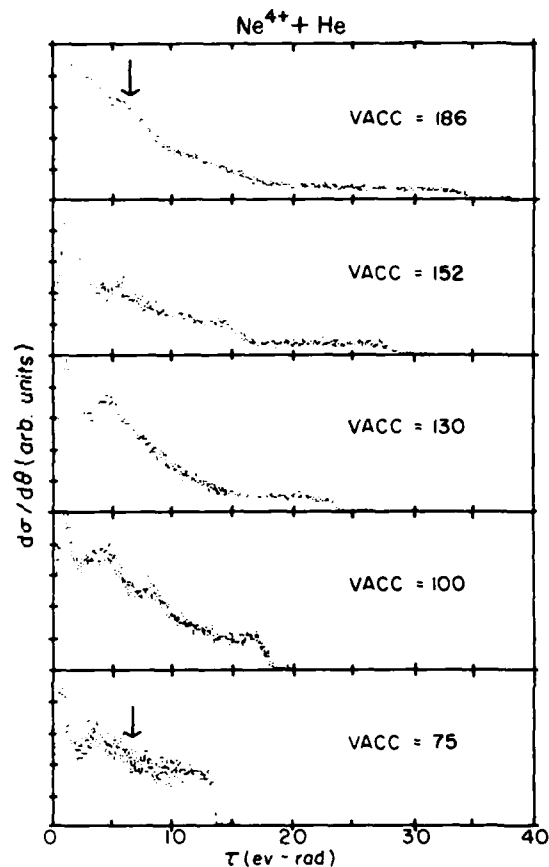 Ne⁴⁺ + He
VACC = 186
VACC = 152
VACC = 130
VACC = 100
VACC = 75
dσ/dθ (arb. units)
0 10 20 30 40
τ (ev - rad)